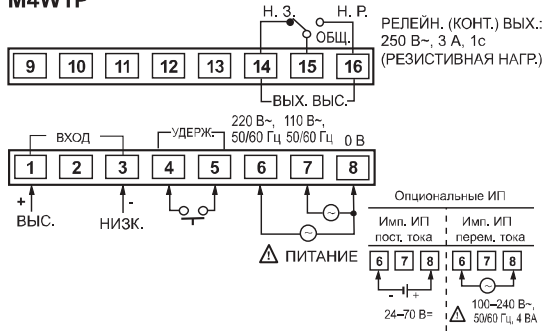 M4W1P
Н. З. Н. Р.
ОБЩ.
РЕЛЕЙН. (КОНТ.) ВЫХ.:
250 В~, 3 А, 1с
(РЕЗИСТИВНАЯ НАГР.)
9 10 11 12 13 14 15 16
ВЫХ. ВЫС.
220 В~, 110 В~,
50/60 Гц 50/60 Гц 0 В
ВХОД УДЕРЖ.
1 2 3 4 5 6 7 8
+ -
ВЫС. НИЗК.
ПИТАНИЕ
Опциональные ИП
Имп. ИП
пост. тока
Имп. ИП
перем. тока
6 7 8 6 7 8
- +
24–70 В=
100–240 В~,
50/60 Гц, 4 ВА